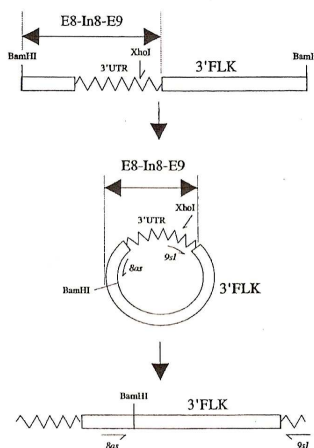 E8-In8-E9
BamHI
XhoI
BamI
3'UTR
3'FLK
E8-In8-E9
3'UTR
XhoI
8as
9s1
BamHI
3'FLK
BamHI
3'FLK
8as
9s1